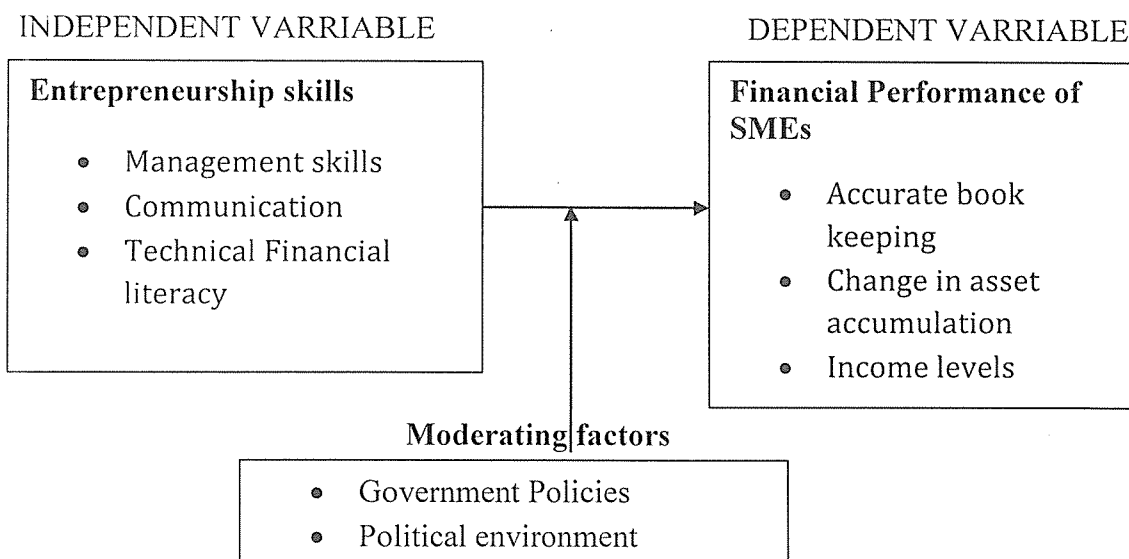 INDEPENDENT VARRIABLE
DEPENDENT VARRIABLE
Entrepreneurship skills
• Management skills
• Communication
• Technical Financial
literacy
Financial Performance of
SMEs
• Accurate book
keeping
• Change in asset
accumulation
• Income levels
Moderating factors
• Government Policies
• Political environment